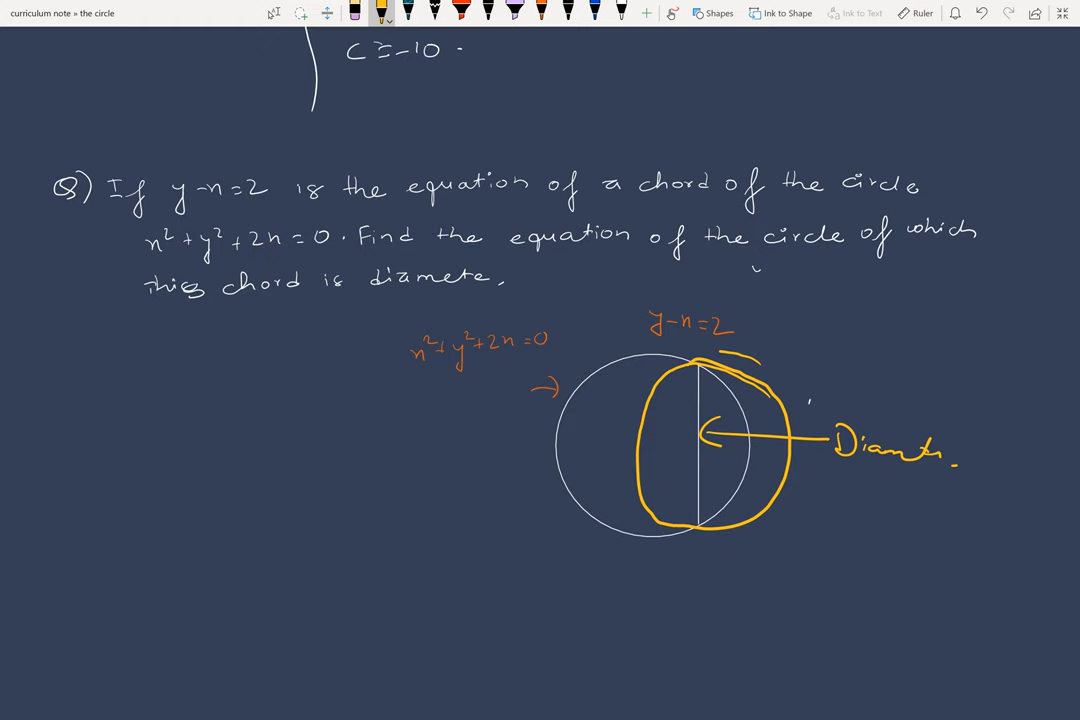 curriculum note » the circle
Shapes Ink to Shape Ink to Text Ruler
C = -10.
Q) If y-x=2 is the equation of a chord of the circle
x²+y²+2x=0. Find the equation of the circle of which
this chord is diamete.
y-x=2
x²+y²+2x=0
→
Diamtr.